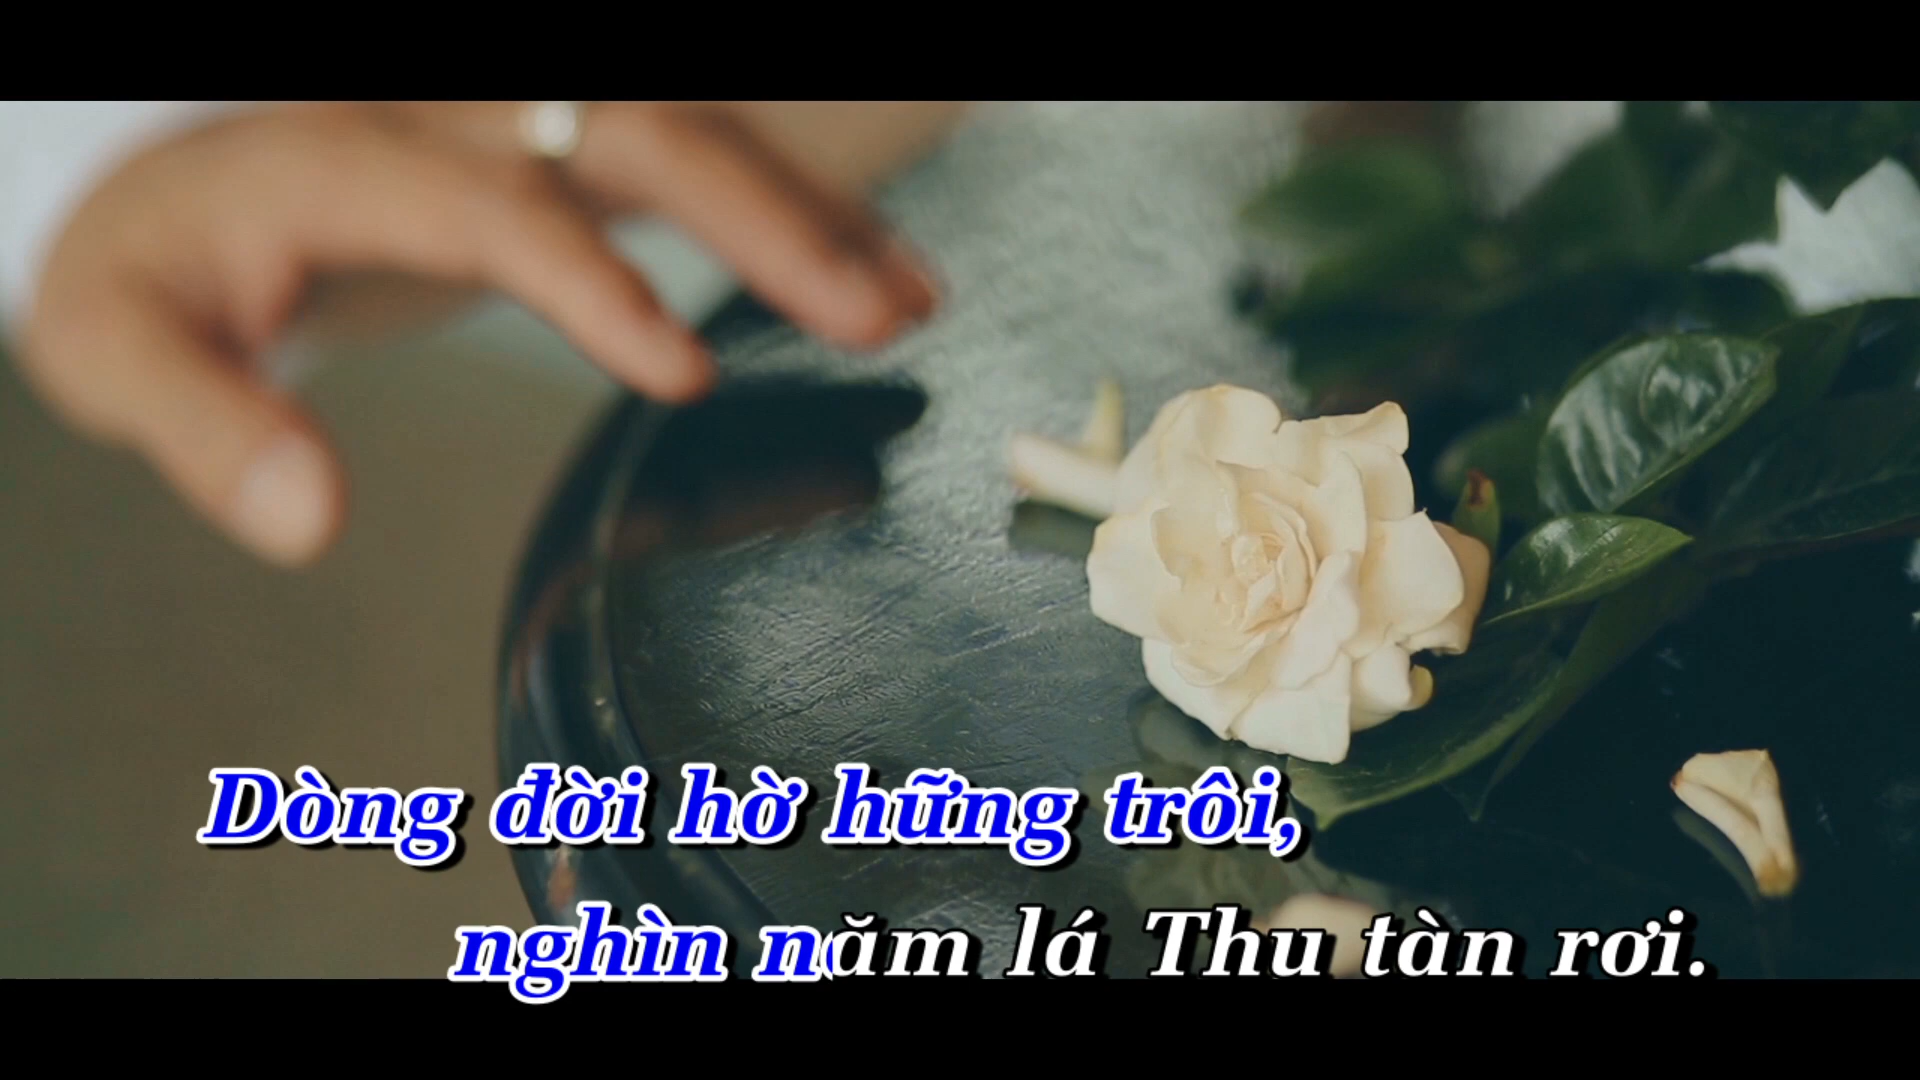 Dòng đời hờ hững trôi,
nghìn năm lá Thu tàn rơi.